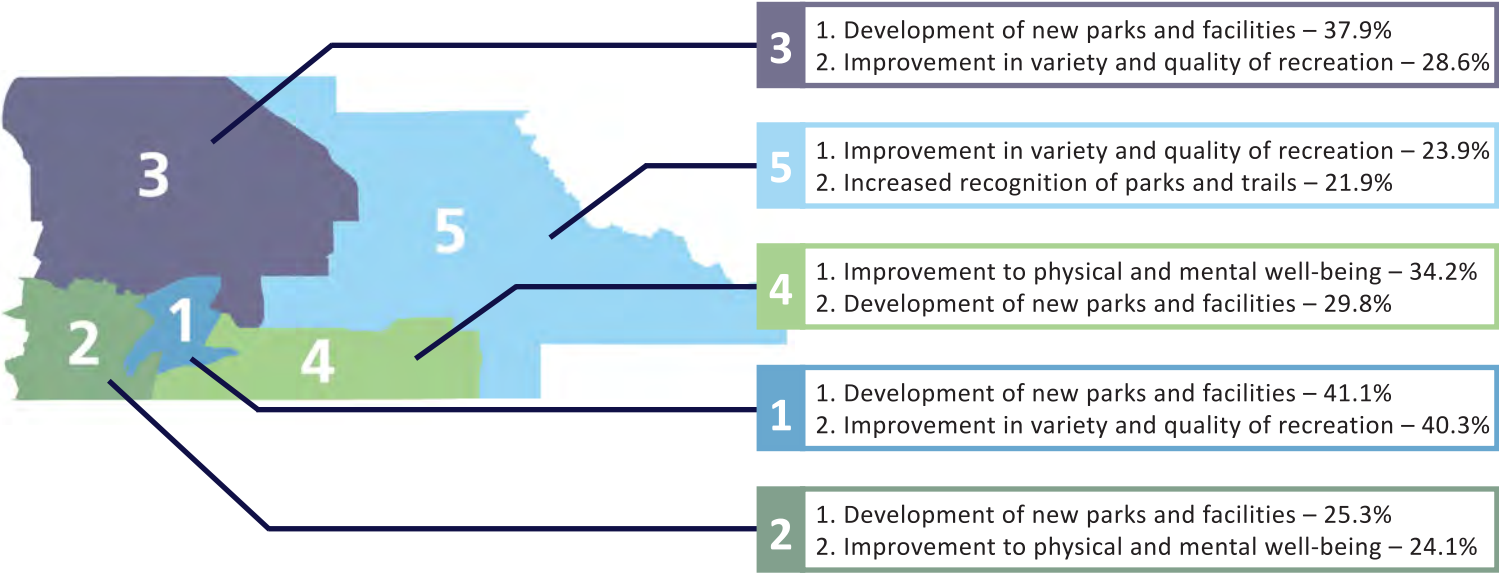 3
5
1
2
4
3
1. Development of new parks and facilities – 37.9%
2. Improvement in variety and quality of recreation – 28.6%
5
1. Improvement in variety and quality of recreation – 23.9%
2. Increased recognition of parks and trails – 21.9%
4
1. Improvement to physical and mental well-being – 34.2%
2. Development of new parks and facilities – 29.8%
1
1. Development of new parks and facilities – 41.1%
2. Improvement in variety and quality of recreation – 40.3%
2
1. Development of new parks and facilities – 25.3%
2. Improvement to physical and mental well-being – 24.1%